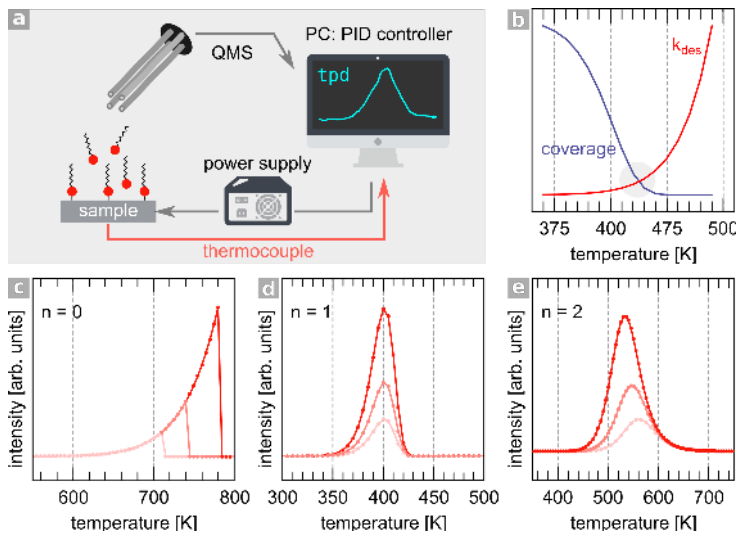 a
PC: PID controller
QMS
tpd
power supply
sample
thermocouple
b
k_des
coverage
375 400 475 500
temperature [K]
c
n = 0
intensity [arb. units]
600 700 800
temperature [K]
d
n = 1
intensity [arb. units]
300 350 400 450 500
temperature [K]
e
n = 2
intensity [arb. units]
400 500 600 700
temperature [K]